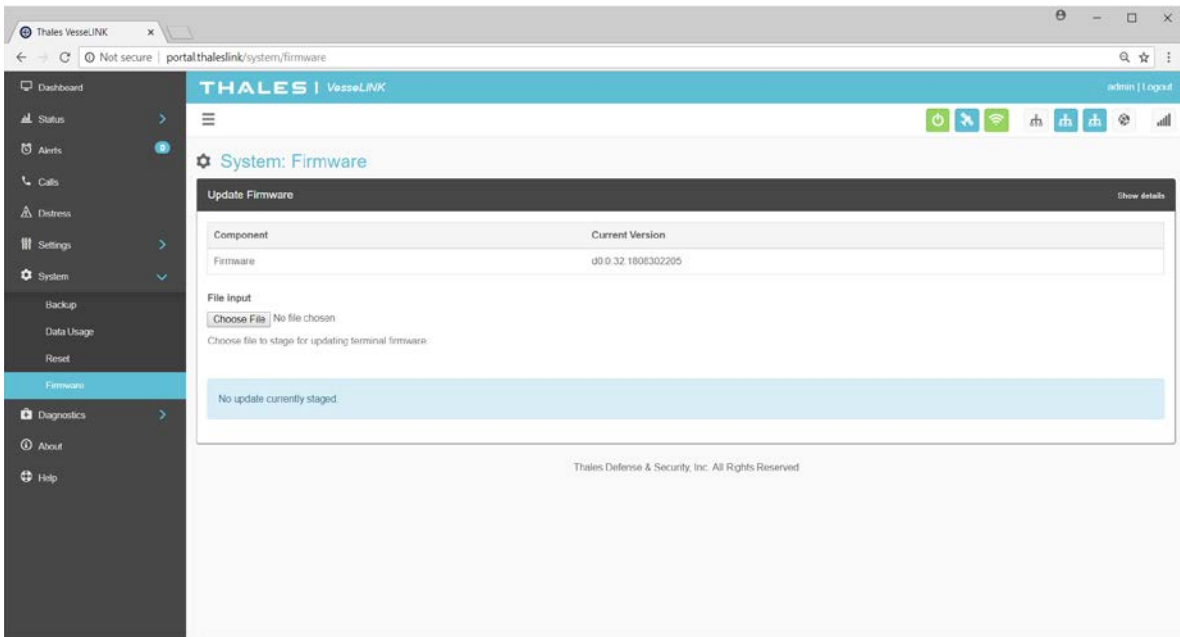 Thales VesseLINK
Not secure | portal.thaleslink/system/firmware
Dashboard
THALES | VesseLINK
admin | Logout
Status
Alerts
0
System: Firmware
Calls
Update Firmware
Show details
Distress
Component Current Version
Settings
Firmware d0.0.32.1808302205
System
File input
Backup
Choose File No file chosen
Data Usage
Choose file to stage for updating terminal firmware.
Reset
Firmware
No update currently staged.
Diagnostics
About
Thales Defense & Security, Inc. All Rights Reserved
Help